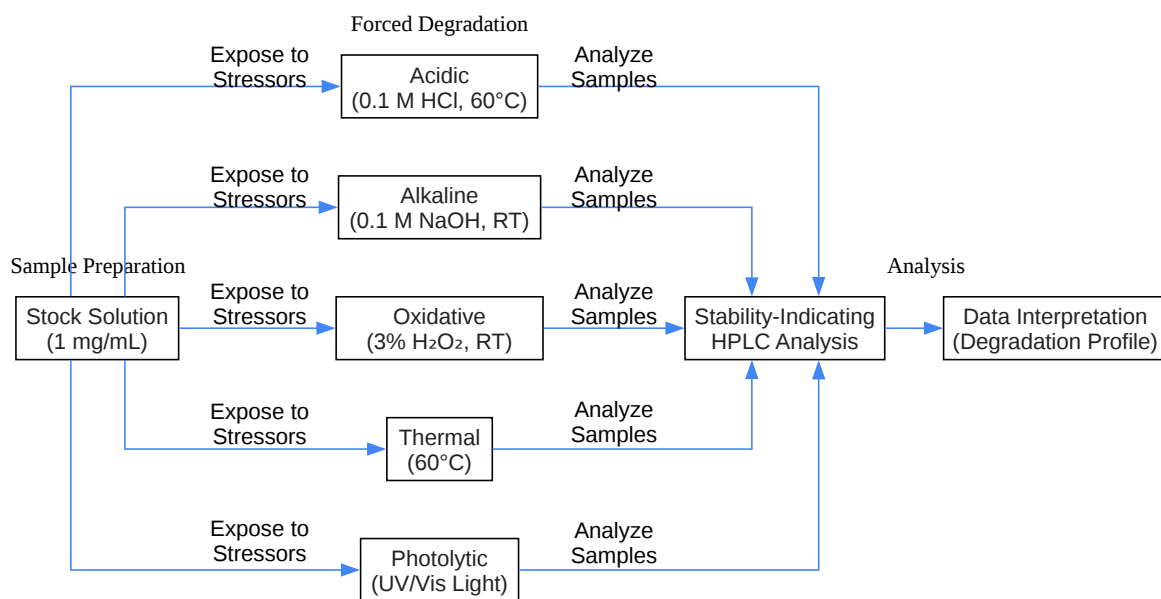 Forced Degradation
Expose to
Stressors
Acidic
(0.1 M HCl, 60°C)
Analyze
Samples
Expose to
Stressors
Alkaline
(0.1 M NaOH, RT)
Analyze
Samples
Sample Preparation
Analysis
Stock Solution
(1 mg/mL)
Expose to
Stressors
Oxidative
(3% H₂O₂, RT)
Analyze
Samples
Stability-Indicating
HPLC Analysis
Data Interpretation
(Degradation Profile)
Expose to
Stressors
Thermal
(60°C)
Analyze
Samples
Expose to
Stressors
Photolytic
(UV/Vis Light)
Analyze
Samples